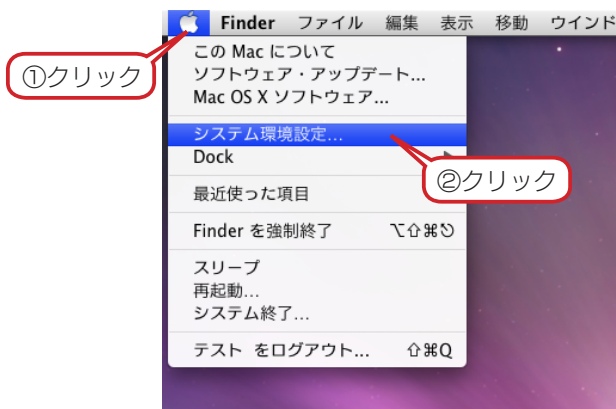 Finder ファイル 編集 表示 移動 ウインド
①クリック
この Mac について
ソフトウェア・アップデート...
Mac OS X ソフトウェア...
システム環境設定...
Dock
②クリック
最近使った項目
Finder を強制終了 ⌥⇧⌘⎋
スリープ
再起動...
システム終了...
テスト をログアウト... ⇧⌘Q